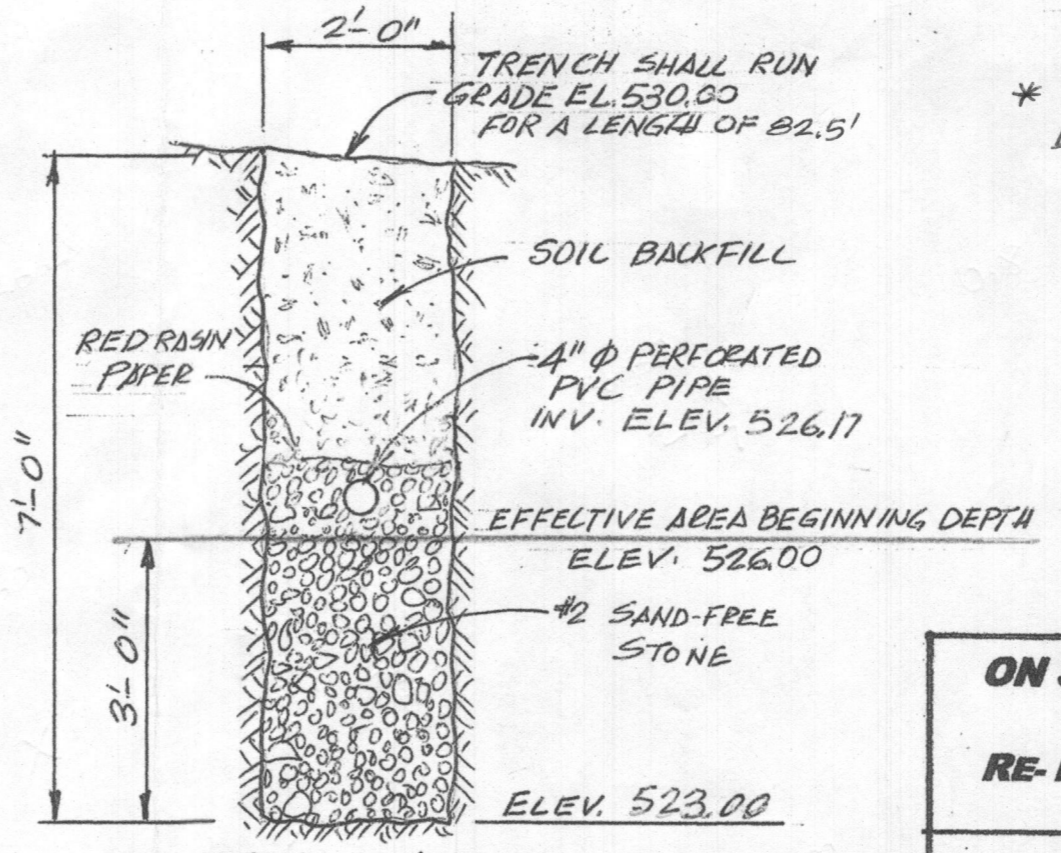 2'-0"
TRENCH SHALL RUN
GRADE EL. 530.00
FOR A LENGTH OF 82.5'
*
SOIL BACKFILL
RED RASIN
PAPER
4" Φ PERFORATED
PVC PIPE
INV. ELEV. 526.17
7'-0"
EFFECTIVE AREA BEGINNING DEPTH
ELEV. 526.00
3'-0"
#2 SAND-FREE
STONE
ON
RE-
ELEV. 523.00